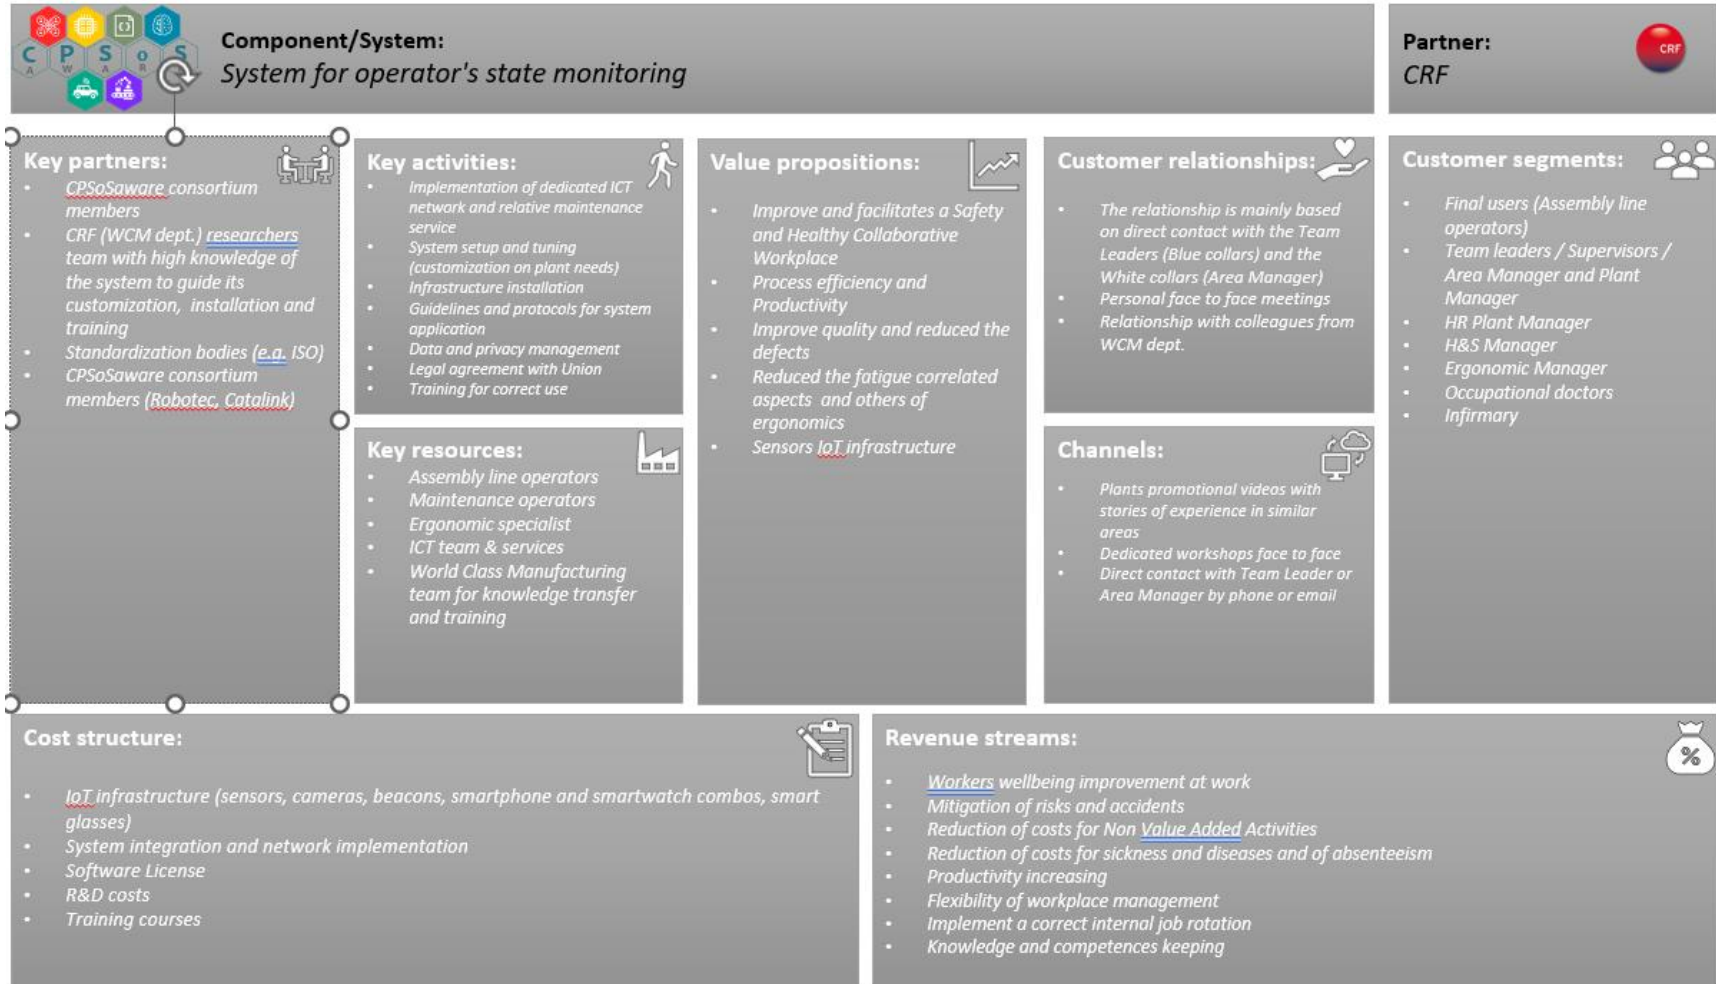 C P S o S
A W A R
Component/System:
System for operator's state monitoring
Partner:
CRF
CRF
Key partners:
• CPSoSaware consortium
members
• CRF (WCM dept.) researchers
team with high knowledge of
the system to guide its
customization, installation and
training
• Standardization bodies (e.g. ISO)
• CPSoSaware consortium
members (Robotec, Catalink)
Key activities:
• Implementation of dedicated ICT
network and relative maintenance
service
• System setup and tuning
(customization on plant needs)
• Infrastructure installation
• Guidelines and protocols for system
application
• Data and privacy management
• Legal agreement with Union
• Training for correct use
Key resources:
• Assembly line operators
• Maintenance operators
• Ergonomic specialist
• ICT team & services
• World Class Manufacturing
team for knowledge transfer
and training
Value propositions:
• Improve and facilitates a Safety
and Healthy Collaborative
Workplace
• Process efficiency and
Productivity
• Improve quality and reduced the
defects
• Reduced the fatigue correlated
aspects and others of
ergonomics
• Sensors IoT infrastructure
Customer relationships:
• The relationship is mainly based
on direct contact with the Team
Leaders (Blue collars) and the
White collars (Area Manager)
• Personal face to face meetings
• Relationship with colleagues from
WCM dept.
Channels:
• Plants promotional videos with
stories of experience in similar
areas
• Dedicated workshops face to face
• Direct contact with Team Leader or
Area Manager by phone or email
Customer segments:
• Final users (Assembly line
operators)
• Team leaders / Supervisors /
Area Manager and Plant
Manager
• HR Plant Manager
• H&S Manager
• Ergonomic Manager
• Occupational doctors
• Infirmary
Cost structure:
• IoT infrastructure (sensors, cameras, beacons, smartphone and smartwatch combos, smart
glasses)
• System integration and network implementation
• Software License
• R&D costs
• Training courses
Revenue streams:
%
• Workers wellbeing improvement at work
• Mitigation of risks and accidents
• Reduction of costs for Non Value Added Activities
• Reduction of costs for sickness and diseases and of absenteeism
• Productivity increasing
• Flexibility of workplace management
• Implement a correct internal job rotation
• Knowledge and competences keeping